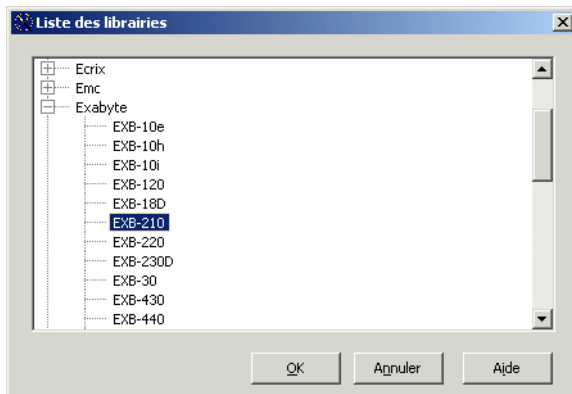 Liste des librairies
Ecrix
Emc
Exabyte
EXB-10e
EXB-10h
EXB-10i
EXB-120
EXB-18D
EXB-210
EXB-220
EXB-230D
EXB-30
EXB-430
EXB-440
OK Annuler Aide